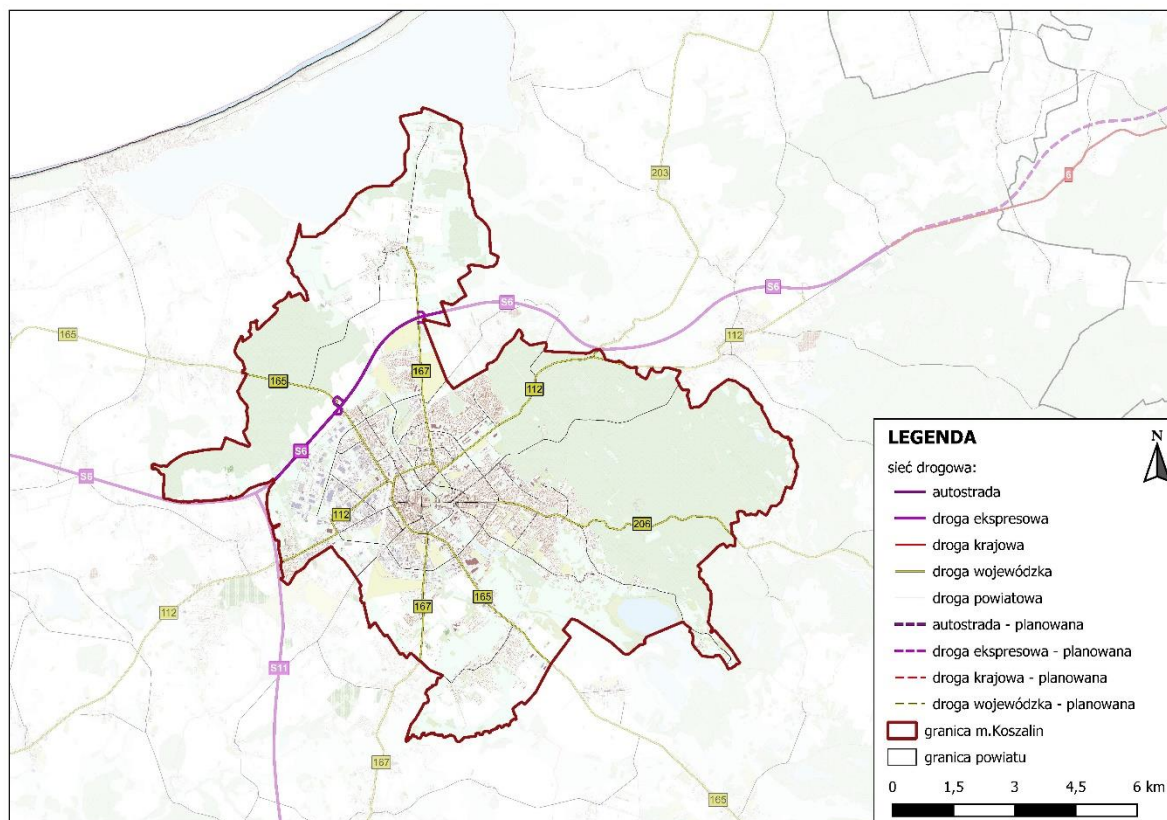 203
6
S6
S6
165
112
167
165
112
S6
S6
112
206
112
167
165
S11
167
165
LEGENDA
N
sieć drogowa:
autostrada
droga ekspresowa
droga krajowa
droga wojewódzka
droga powiatowa
autostrada - planowana
droga ekspresowa - planowana
droga krajowa - planowana
droga wojewódzka - planowana
granica m.Koszalin
granica powiatu
0 1,5 3 4,5 6 km